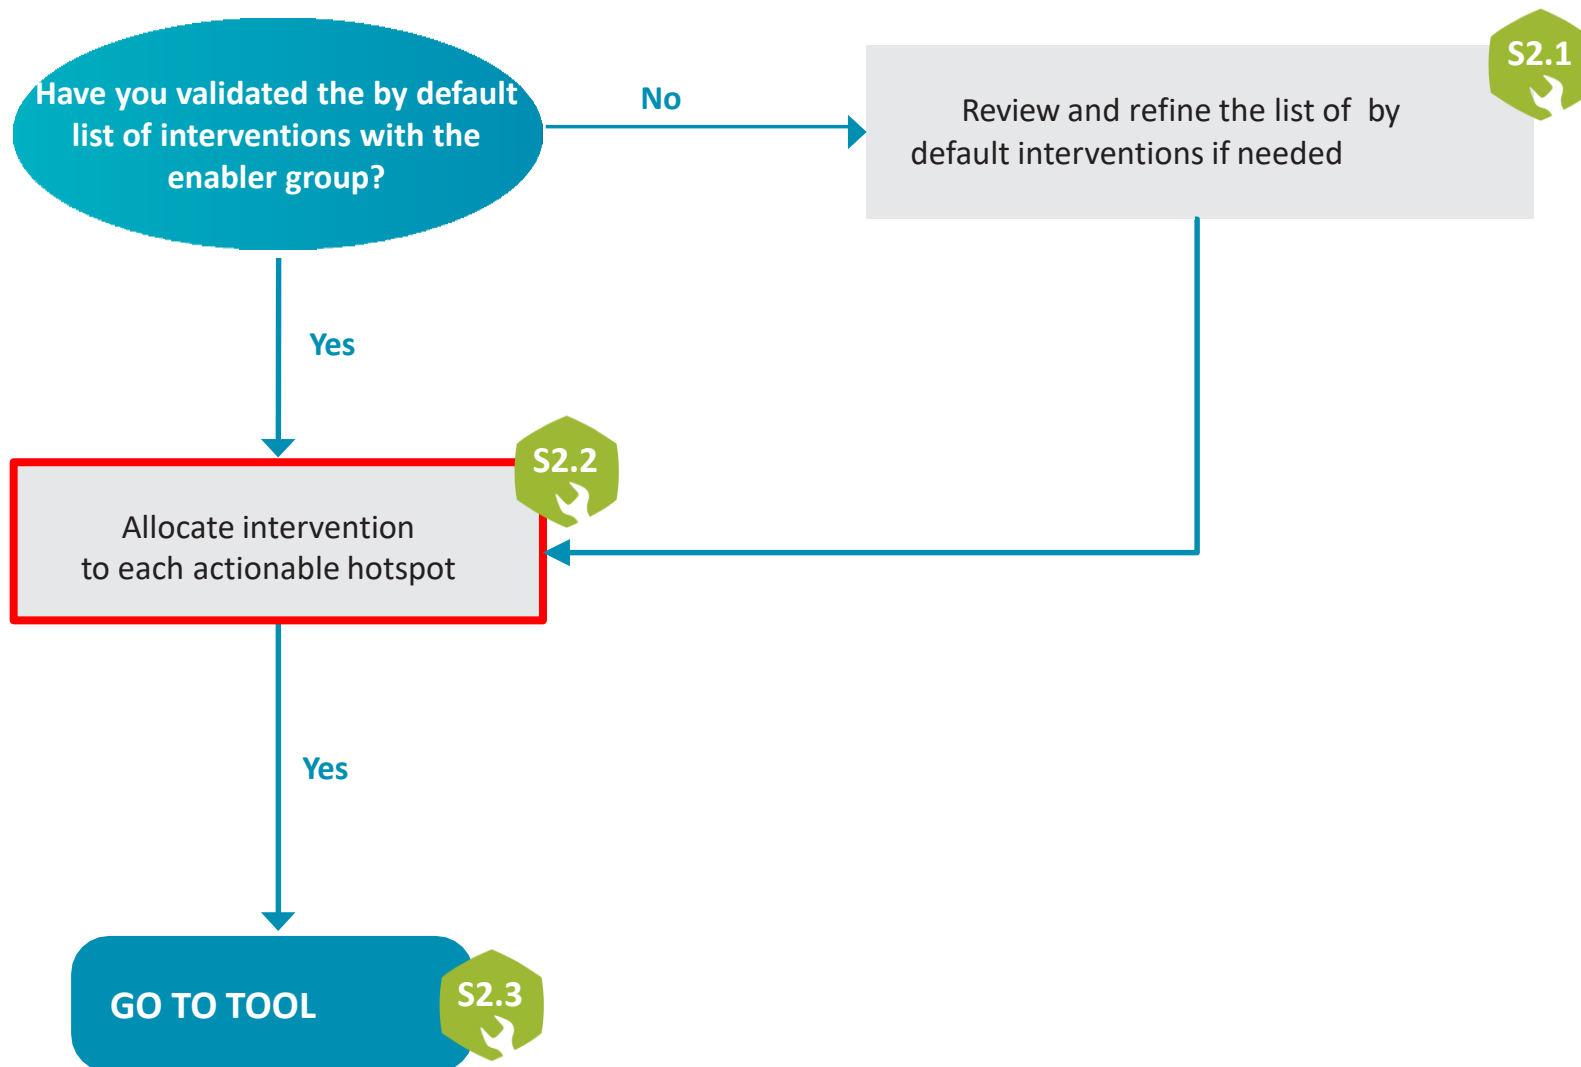 Have you validated the by default
list of interventions with the
enabler group?
No
S2.1
Review and refine the list of by
default interventions if needed
Yes
S2.2
Allocate intervention
to each actionable hotspot
Yes
GO TO TOOL
S2.3